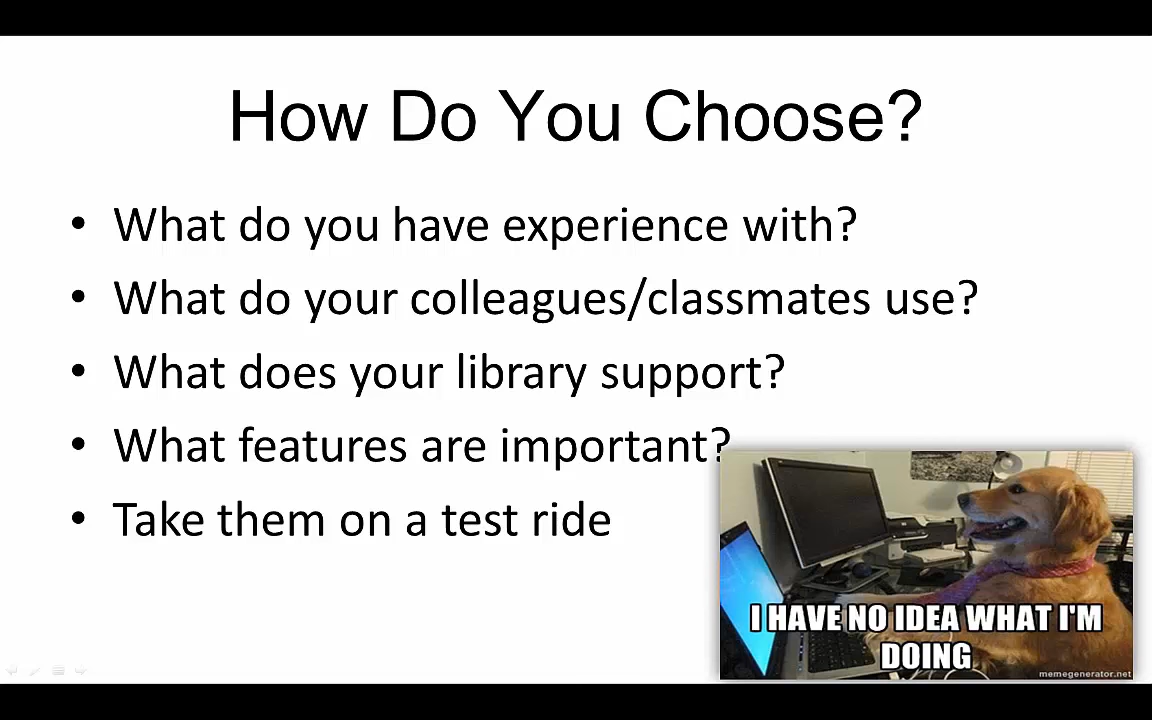 How Do You Choose?
• What do you have experience with?
• What do your colleagues/classmates use?
• What does your library support?
• What features are important?
• Take them on a test ride
I HAVE NO IDEA WHAT I'M
DOING
memegenerator.net